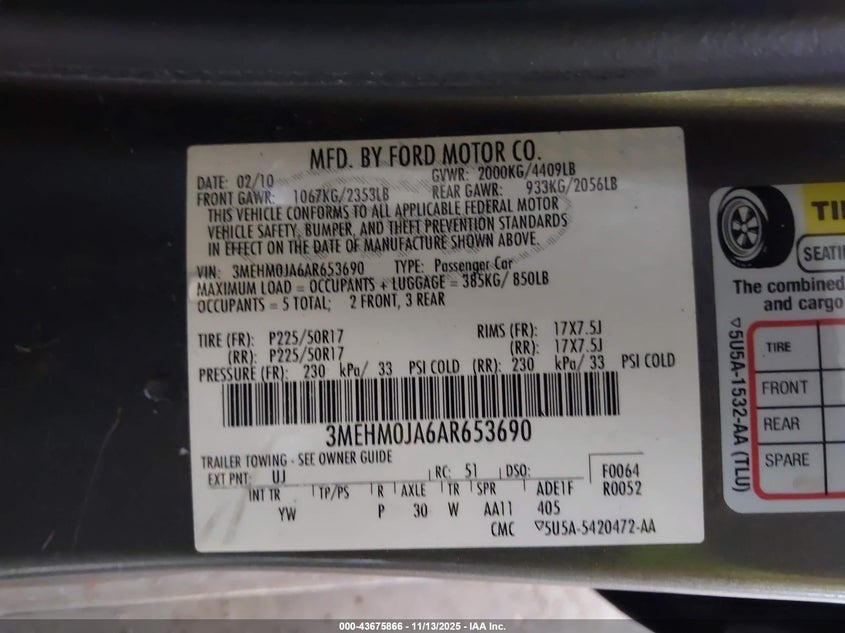 MFD. BY FORD MOTOR CO.
DATE: 02/10 GVWR: 2000KG/4409LB
FRONT GAWR: 1067KG/2353LB REAR GAWR: 933KG/2056LB
THIS VEHICLE CONFORMS TO ALL APPLICABLE FEDERAL MOTOR
VEHICLE SAFETY, BUMPER, AND THEFT PREVENTION STANDARDS
IN EFFECT ON THE DATE OF MANUFACTURE SHOWN ABOVE.
VIN: 3MEHM0JA6AR653690 TYPE: Passenger Car
MAXIMUM LOAD = OCCUPANTS + LUGGAGE = 385KG/ 850LB
OCCUPANTS = 5 TOTAL; 2 FRONT, 3 REAR
TIRE (FR): P225/50R17 RIMS (FR): 17X7.5J
(RR): P225/50R17 (RR): 17X7.5J
PRESSURE (FR): 230 kPa/ 33 PSI COLD (RR): 230 kPa/ 33 PSI COLD
3MEHM0JA6AR653690
TRAILER TOWING - SEE OWNER GUIDE
EXT PNT: UJ RC: 51 DSO: F0064
INT TR TP/PS R AXLE TR SPR ADE1F R0052
YW P 30 W AA11 405
CMC ▽5U5A-5420472-AA
TI
SEATI
The combined
and cargo
▽5U5A-1532-AA (TLU)
TIRE
FRONT
REAR
SPARE
000-43675866 - 11/13/2025 - IAA Inc.